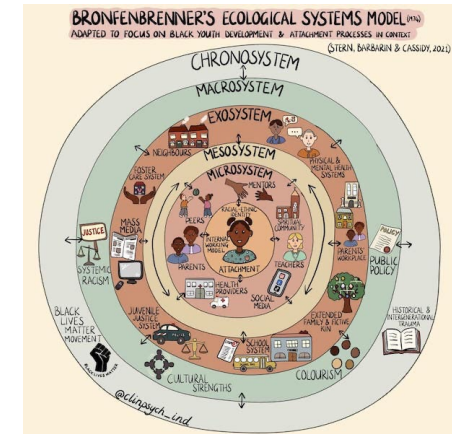 BRONFENBRENNER'S ECOLOGICAL SYSTEMS MODEL (1974)
ADAPTED TO FOCUS ON BLACK YOUTH DEVELOPMENT & ATTACHMENT PROCESSES IN CONTEXT
(STERN, BARBARIN & CASSIDY, 2021)
CHRONOSYSTEM
MACROSYSTEM
EXOSYSTEM
NEIGHBOURS
MESOSYSTEM
PHYSICAL &
MENTAL HEALTH
SYSTEMS
FOSTER
CARE SYSTEM
MICROSYSTEM
MENTORS
PEERS
RACIAL-ETHNIC
IDENTITY
SPIRITUAL
COMMUNITY
INTERNAL
WORKING
MODEL
ATTACHMENT
PARENTS
TEACHERS
HEALTH
PROVIDERS
SOCIAL
MEDIA
JUSTICE
MASS
MEDIA
PARENTS'
WORKPLACE
POLICY
PUBLIC
POLICY
SYSTEMIC
RACISM
JUVENILE
JUSTICE
SYSTEM
SCHOOL
SYSTEM
EXTENDED
FAMILY & FICTIVE
KIN
BLACK
LIVES
MATTER
MOVEMENT
BLACK LIVES MATTER
HISTORICAL &
INTERGENERATIONAL
TRAUMA
CULTURAL
STRENGTHS
COLOURISM
@clinpsych_ind